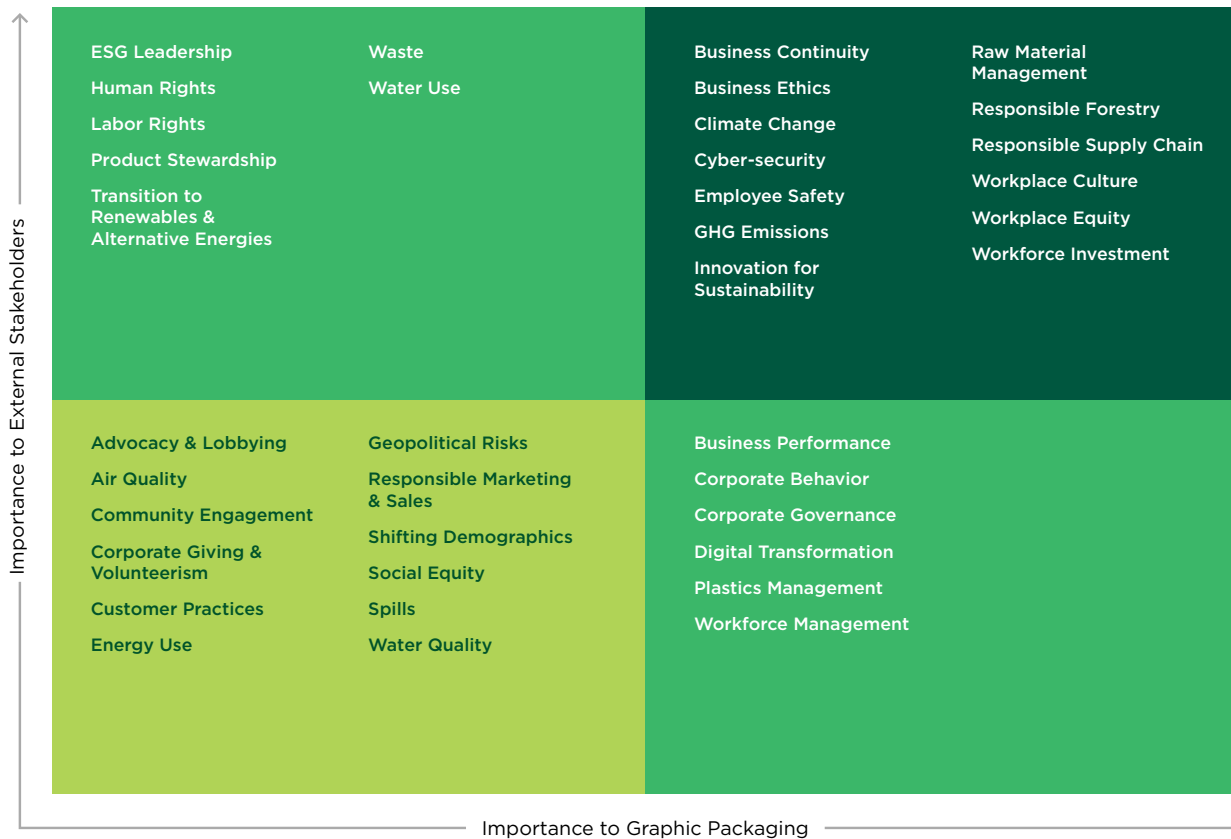 Importance to External Stakeholders
ESG Leadership
Human Rights
Labor Rights
Product Stewardship
Transition to
Renewables &
Alternative Energies
Waste
Water Use
Business Continuity
Business Ethics
Climate Change
Cyber-security
Employee Safety
GHG Emissions
Innovation for
Sustainability
Raw Material
Management
Responsible Forestry
Responsible Supply Chain
Workplace Culture
Workplace Equity
Workforce Investment
Advocacy & Lobbying
Air Quality
Community Engagement
Corporate Giving &
Volunteerism
Customer Practices
Energy Use
Geopolitical Risks
Responsible Marketing
& Sales
Shifting Demographics
Social Equity
Spills
Water Quality
Business Performance
Corporate Behavior
Corporate Governance
Digital Transformation
Plastics Management
Workforce Management
Importance to Graphic Packaging